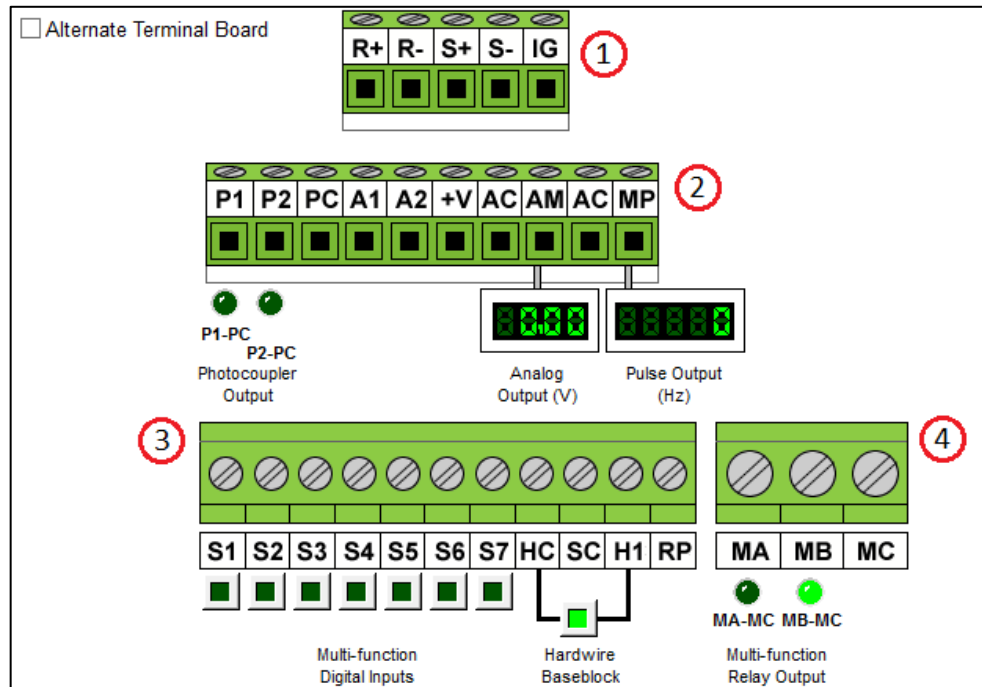 Alternate Terminal Board
R+ R- S+ S- IG
1
P1 P2 PC A1 A2 +V AC AM AC MP
2
P1-PC
P2-PC
Photocoupler
Output
0.00
Analog
Output (V)
0
Pulse Output
(Hz)
3
S1 S2 S3 S4 S5 S6 S7 HC SC H1 RP
Multi-function
Digital Inputs
Hardwire
Baseblock
4
MA MB MC
MA-MC MB-MC
Multi-function
Relay Output